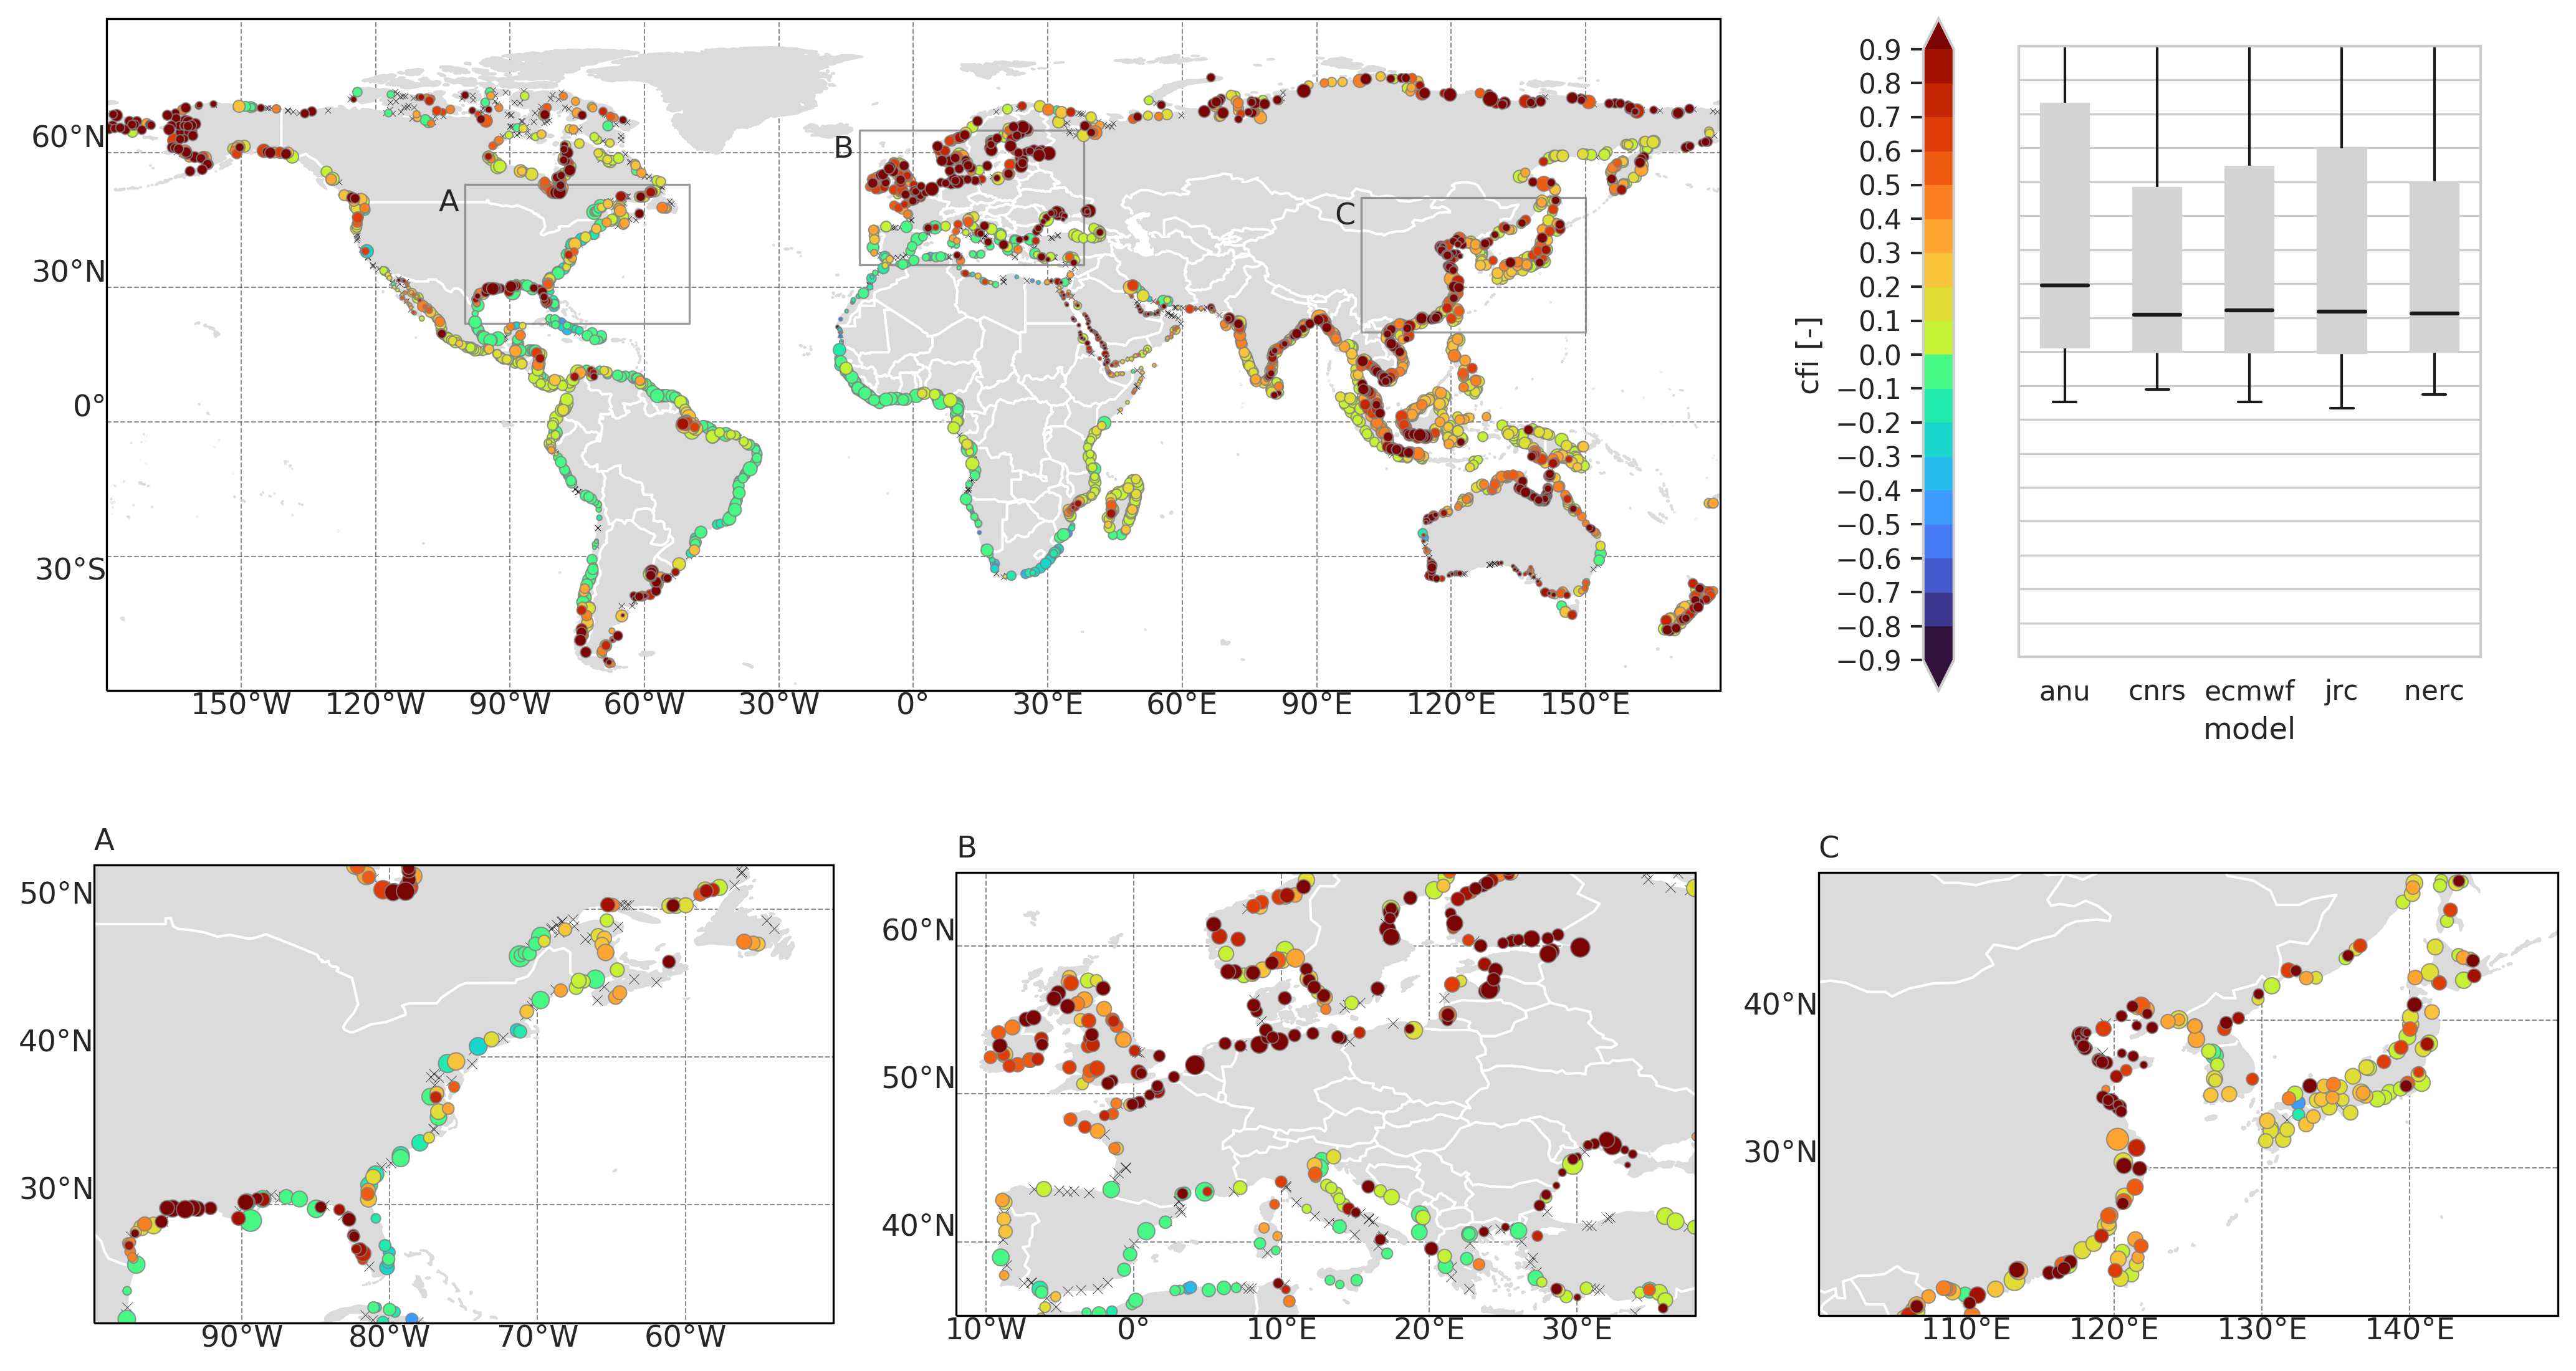 60°N
30°N
0°
30°S
150°W 120°W 90°W 60°W 30°W 0° 30°E 60°E 90°E 120°E 150°E
A
B
C
cfi [-]
0.9
0.8
0.7
0.6
0.5
0.4
0.3
0.2
0.1
0.0
−0.1
−0.2
−0.3
−0.4
−0.5
−0.6
−0.7
−0.8
−0.9
anu cnrs ecmwf jrc nerc
model
A
50°N
40°N
30°N
90°W 80°W 70°W 60°W
B
60°N
50°N
40°N
10°W 0° 10°E 20°E 30°E
C
40°N
30°N
110°E 120°E 130°E 140°E